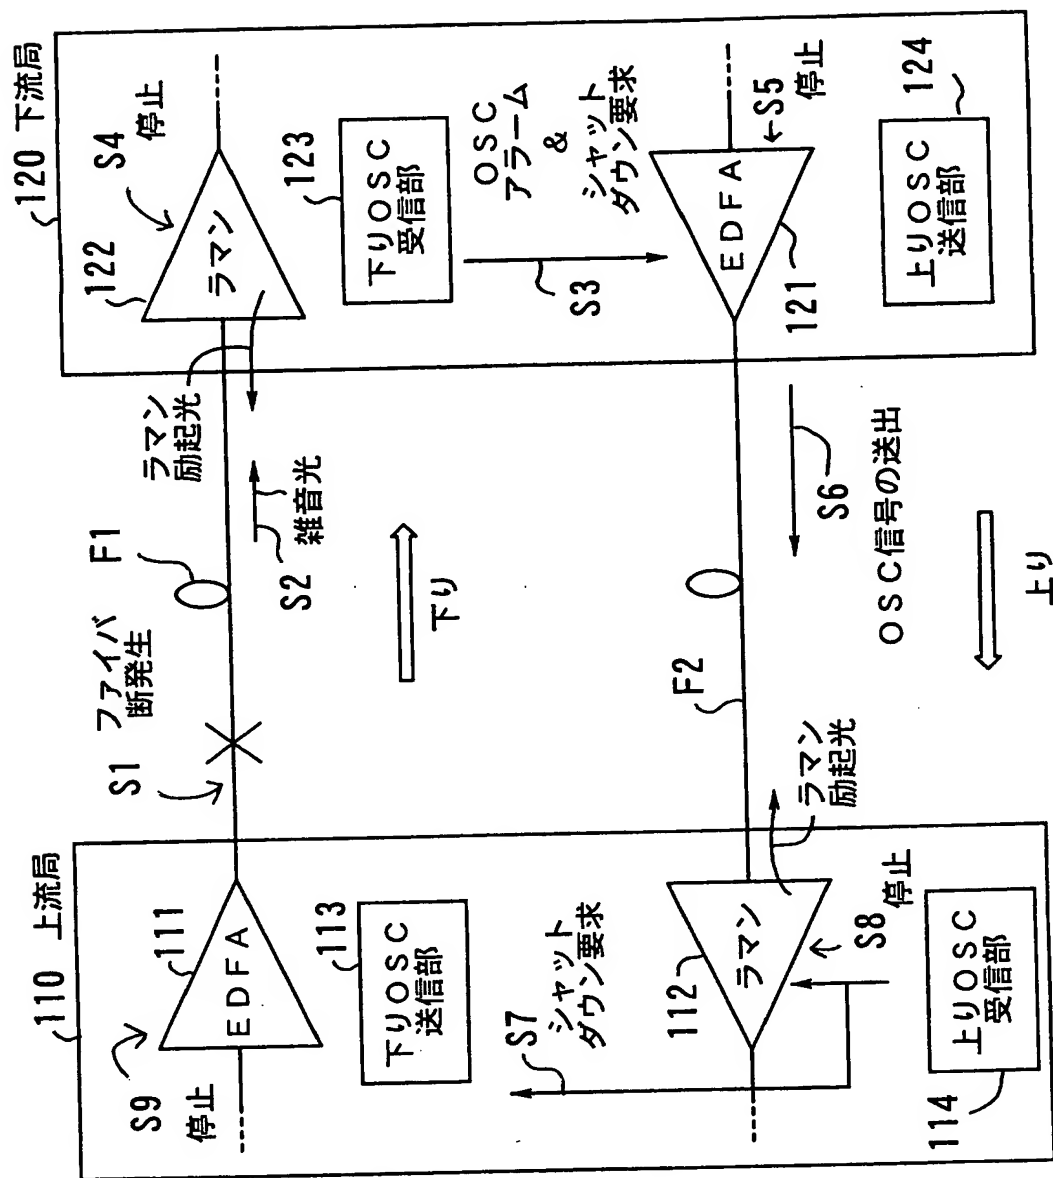 110 上流局
S9
停止
111
EDFA
113
下りOSC
送信部
S7
シャット
ダウン要求
112
ラマン
S8
停止
上りOSC
受信部
114
S1
ファイバ
断発生
F1
ラマン
励起光
S2
雑音光
下り
F2
ラマン
励起光
S6
OSC信号の送出
上り
120 下流局
122
ラマン
S4
停止
123
下りOSC
受信部
S3
OSC
アラーム
&
シャット
ダウン要求
EDFA
121
S5
停止
上りOSC
送信部
124